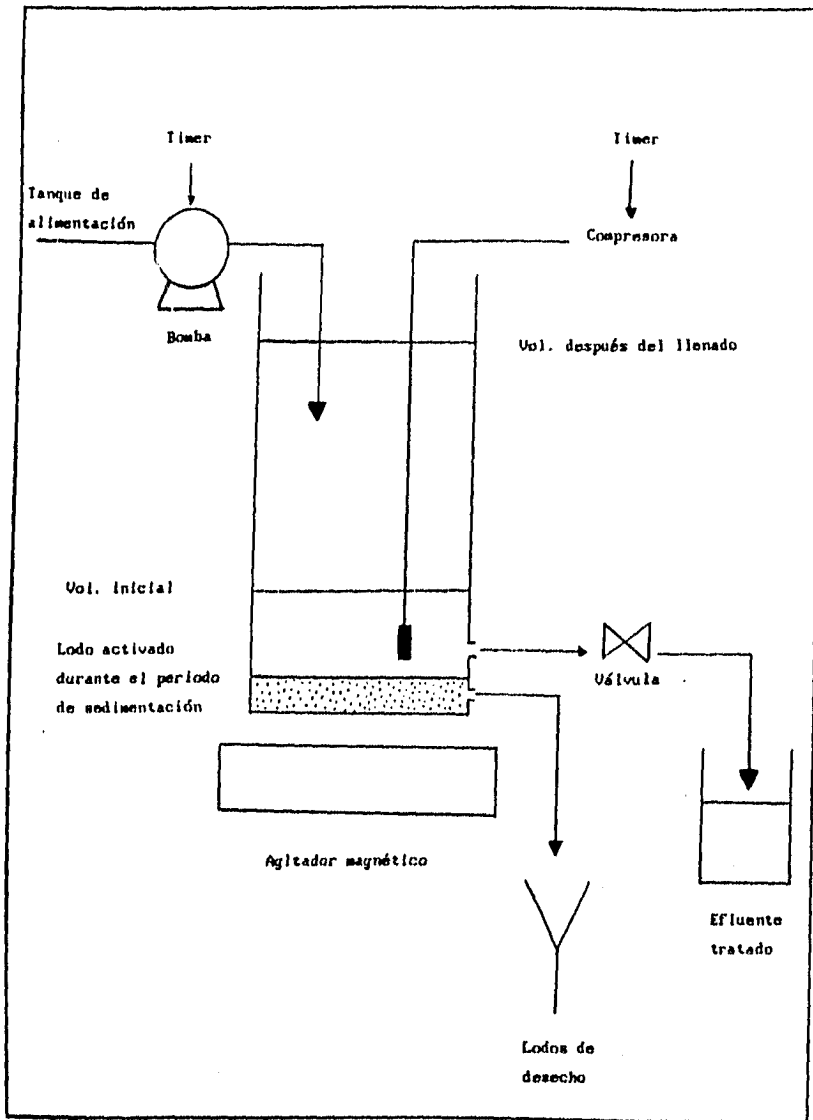 Timer
Timer
Tanque de
alimentación
Compresora
Bomba
Vol. después del llenado
Vol. inicial
Lodo activado
durante el periodo
de sedimentación
Válvula
Agitador magnético
Efluente
tratado
Lodos de
desecho